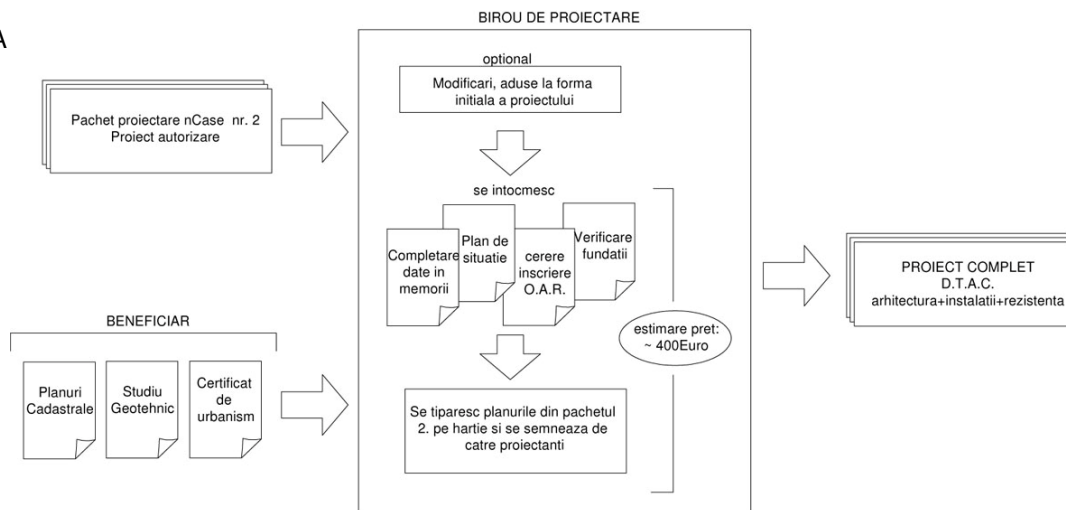 A
Pachet proiectare nCase nr. 2
Proiect autorizare
BENEFICIAR
Planuri
Cadastrale
Studiu
Geotehnic
Certificat
de
urbanism
BIROU DE PROIECTARE
optional
Modificari, aduse la forma
initiala a proiectului
se intocmesc
Completare
date in
memorii
Plan de
situatie
cerere
inscriere
O.A.R.
Verificare
fundatii
estimare pret:
~ 400Euro
Se tiparesc planurile din pachetul
2. pe hartie si se semneaza de
catre proiectanti
PROIECT COMPLET
D.T.A.C.
arhitectura+instalatii+rezistenta